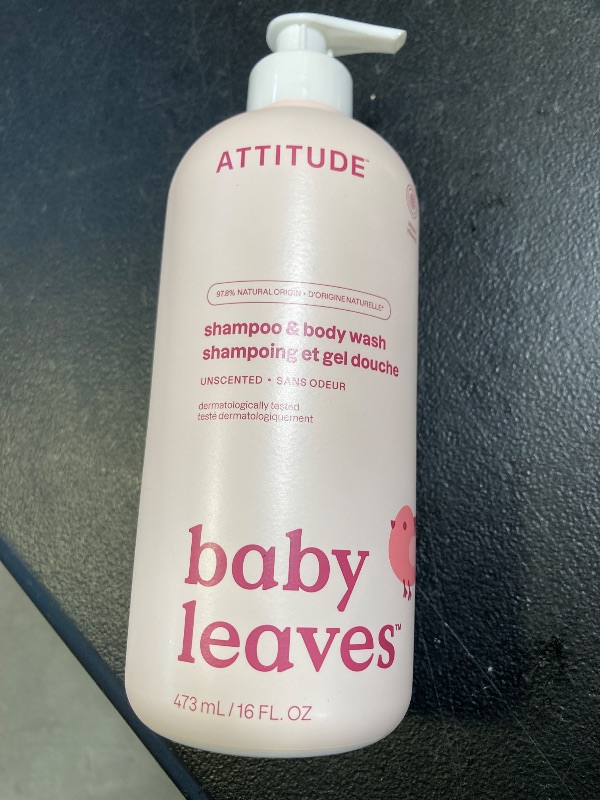 ATTITUDE™
97.8% NATURAL ORIGIN • D'ORIGINE NATURELLE*
shampoo & body wash
shampoing et gel douche
UNSCENTED • SANS ODEUR
dermatologically tested
testé dermatologiquement
baby
leaves™
473 mL / 16 FL. OZ